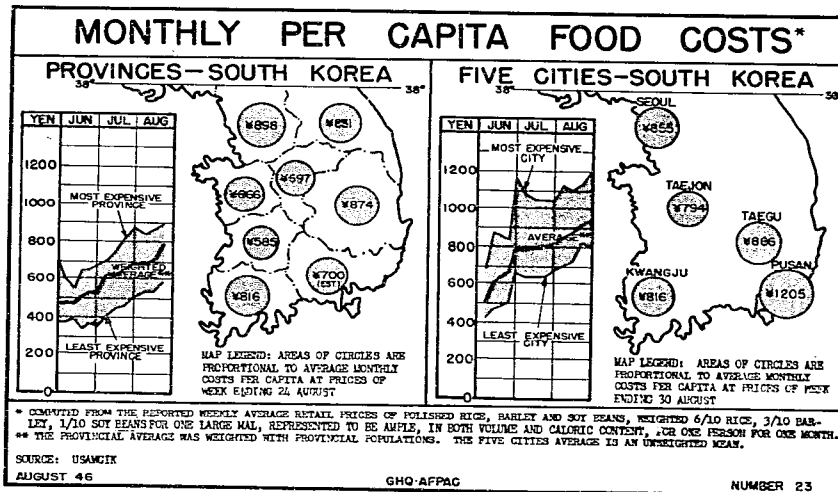 MONTHLY PER CAPITA FOOD COSTS*
PROVINCES—SOUTH KOREA
38°
38°
YEN JUN JUL AUG
1200
1000
800
600
400
200
0
MOST EXPENSIVE
PROVINCE
WEIGHTED
AVERAGE**
LEAST EXPENSIVE
PROVINCE
¥898
¥697
¥874
¥585
¥700
(EST)
¥816
MAP LEGEND: AREAS OF CIRCLES ARE
PROPORTIONAL TO AVERAGE MONTHLY
COSTS PER CAPITA AT PRICES OF
WEEK ENDING 24 AUGUST
FIVE CITIES—SOUTH KOREA
38°
YEN JUN JUL AUG
1200
1000
800
600
400
200
0
MOST EXPENSIVE
CITY
AVERAGE**
LEAST EXPENSIVE
CITY
SEOUL
¥855
TAEJON
¥794
TAEGU
¥886
PUSAN
¥1205
KWANGJU
¥816
MAP LEGEND: AREAS OF CIRCLES ARE
PROPORTIONAL TO AVERAGE MONTHLY
COSTS PER CAPITA AT PRICES OF WEEK
ENDING 30 AUGUST
* COMPUTED FROM THE REPORTED WEEKLY AVERAGE RETAIL PRICES OF POLISHED RICE, BARLEY AND SOY BEANS, WEIGHTED 6/10 RICE, 3/10 BAR-
LEY, 1/10 SOY BEANS FOR ONE LARGE MAL, REPRESENTED TO BE AMPLE, IN BOTH VOLUME AND CALORIC CONTENT, FOR ONE PERSON FOR ONE MONTH.
** THE PROVINCIAL AVERAGE WAS WEIGHTED WITH PROVINCIAL POPULATIONS. THE FIVE CITIES AVERAGE IS AN UNWEIGHTED MEAN.
SOURCE: USAMGIK
AUGUST 46
GHQ-AFPAC
NUMBER 23